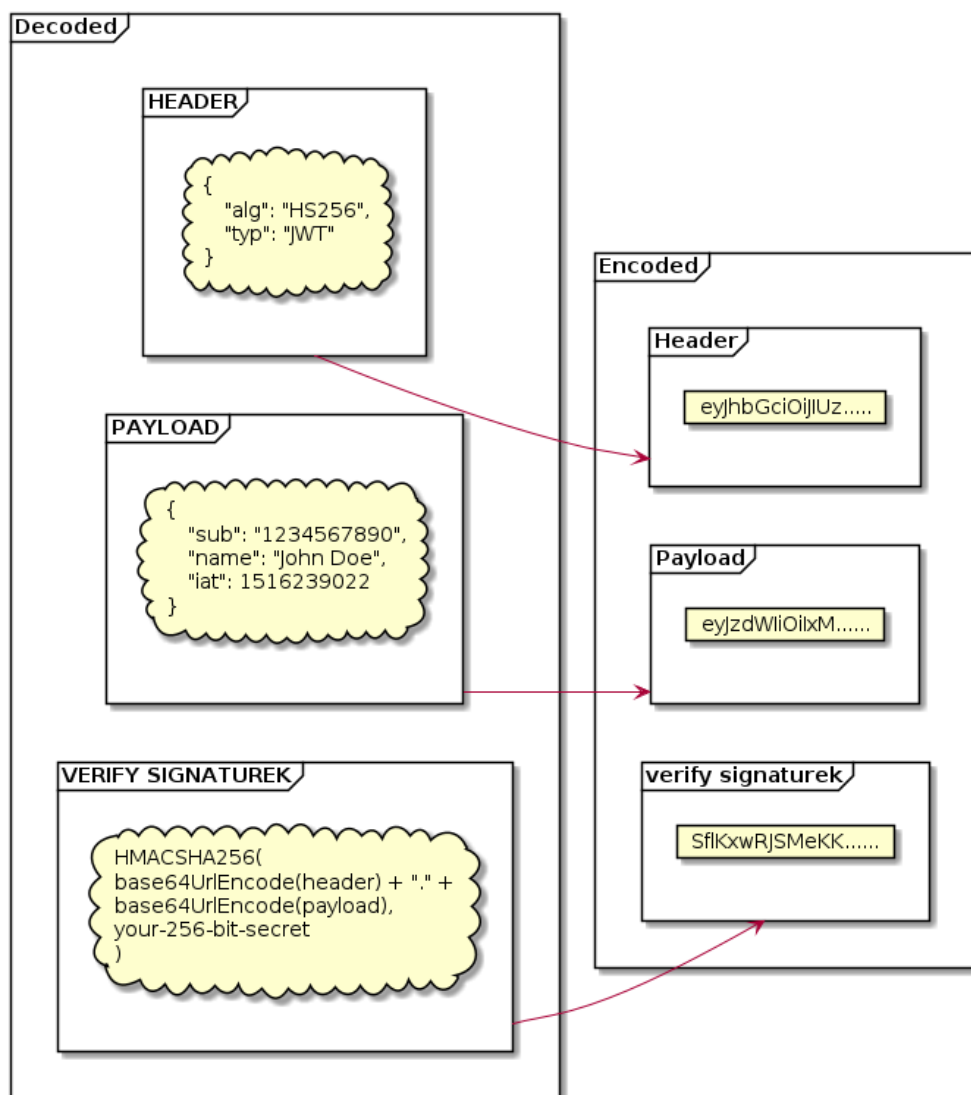 Decoded
HEADER
{
"alg": "HS256",
"typ": "JWT"
}
PAYLOAD
{
"sub": "1234567890",
"name": "John Doe",
"iat": 1516239022
}
VERIFY SIGNATUREK
HMACSHA256(
base64UrlEncode(header) + "." +
base64UrlEncode(payload),
your-256-bit-secret
)
Encoded
Header
eyJhbGciOiJIUz.....
Payload
eyJzdWIiOiIxM......
verify signaturek
SflKxwRJSMeKK......